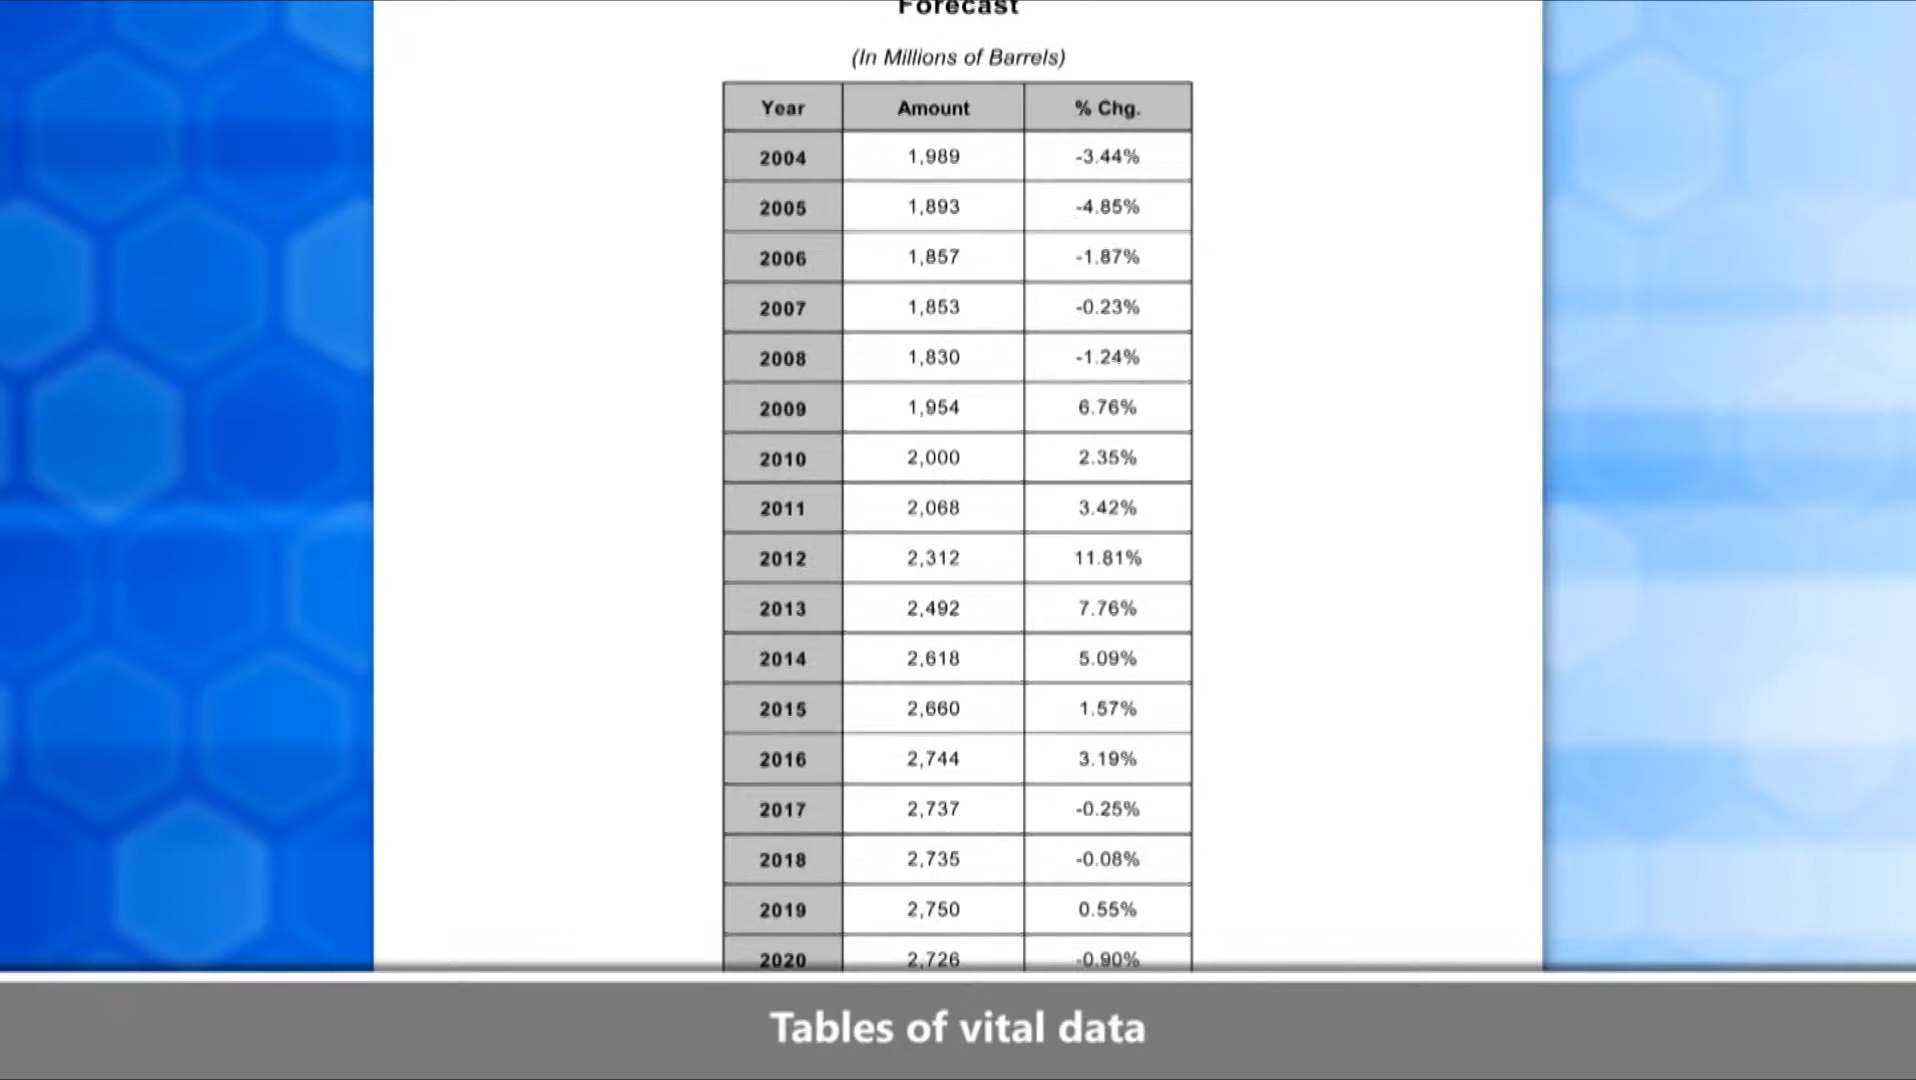 Forecast
(In Millions of Barrels)
Year Amount % Chg.
2004 1,989 -3.44%
2005 1,893 -4.85%
2006 1,857 -1.87%
2007 1,853 -0.23%
2008 1,830 -1.24%
2009 1,954 6.76%
2010 2,000 2.35%
2011 2,068 3.42%
2012 2,312 11.81%
2013 2,492 7.76%
2014 2,618 5.09%
2015 2,660 1.57%
2016 2,744 3.19%
2017 2,737 -0.25%
2018 2,735 -0.08%
2019 2,750 0.55%
2020 2,726 -0.90%
Tables of vital data